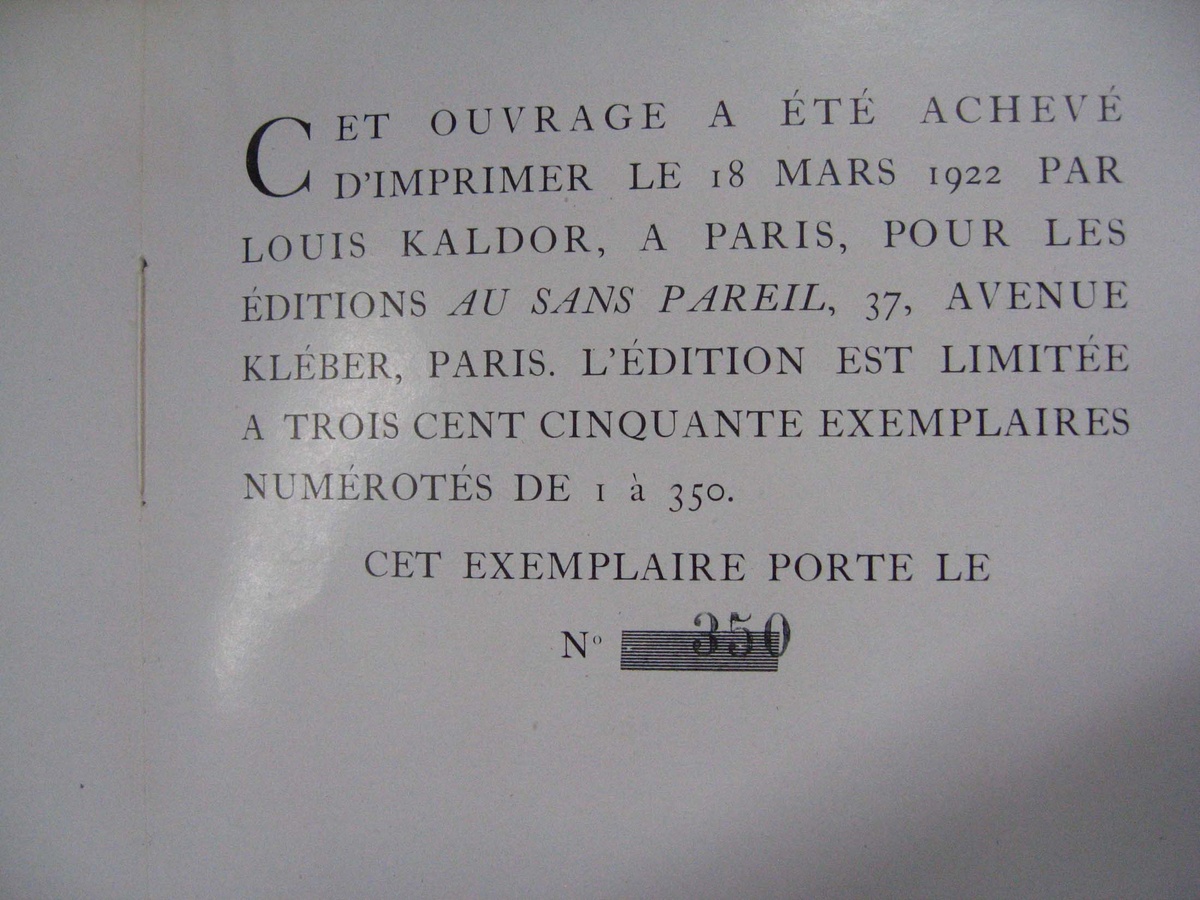 CET OUVRAGE A ÉTÉ ACHEVÉ
D'IMPRIMER LE 18 MARS 1922 PAR
LOUIS KALDOR, A PARIS, POUR LES
ÉDITIONS AU SANS PAREIL, 37, AVENUE
KLÉBER, PARIS. L'ÉDITION EST LIMITÉE
A TROIS CENT CINQUANTE EXEMPLAIRES
NUMÉROTÉS DE 1 à 350.
CET EXEMPLAIRE PORTE LE
Nº 350